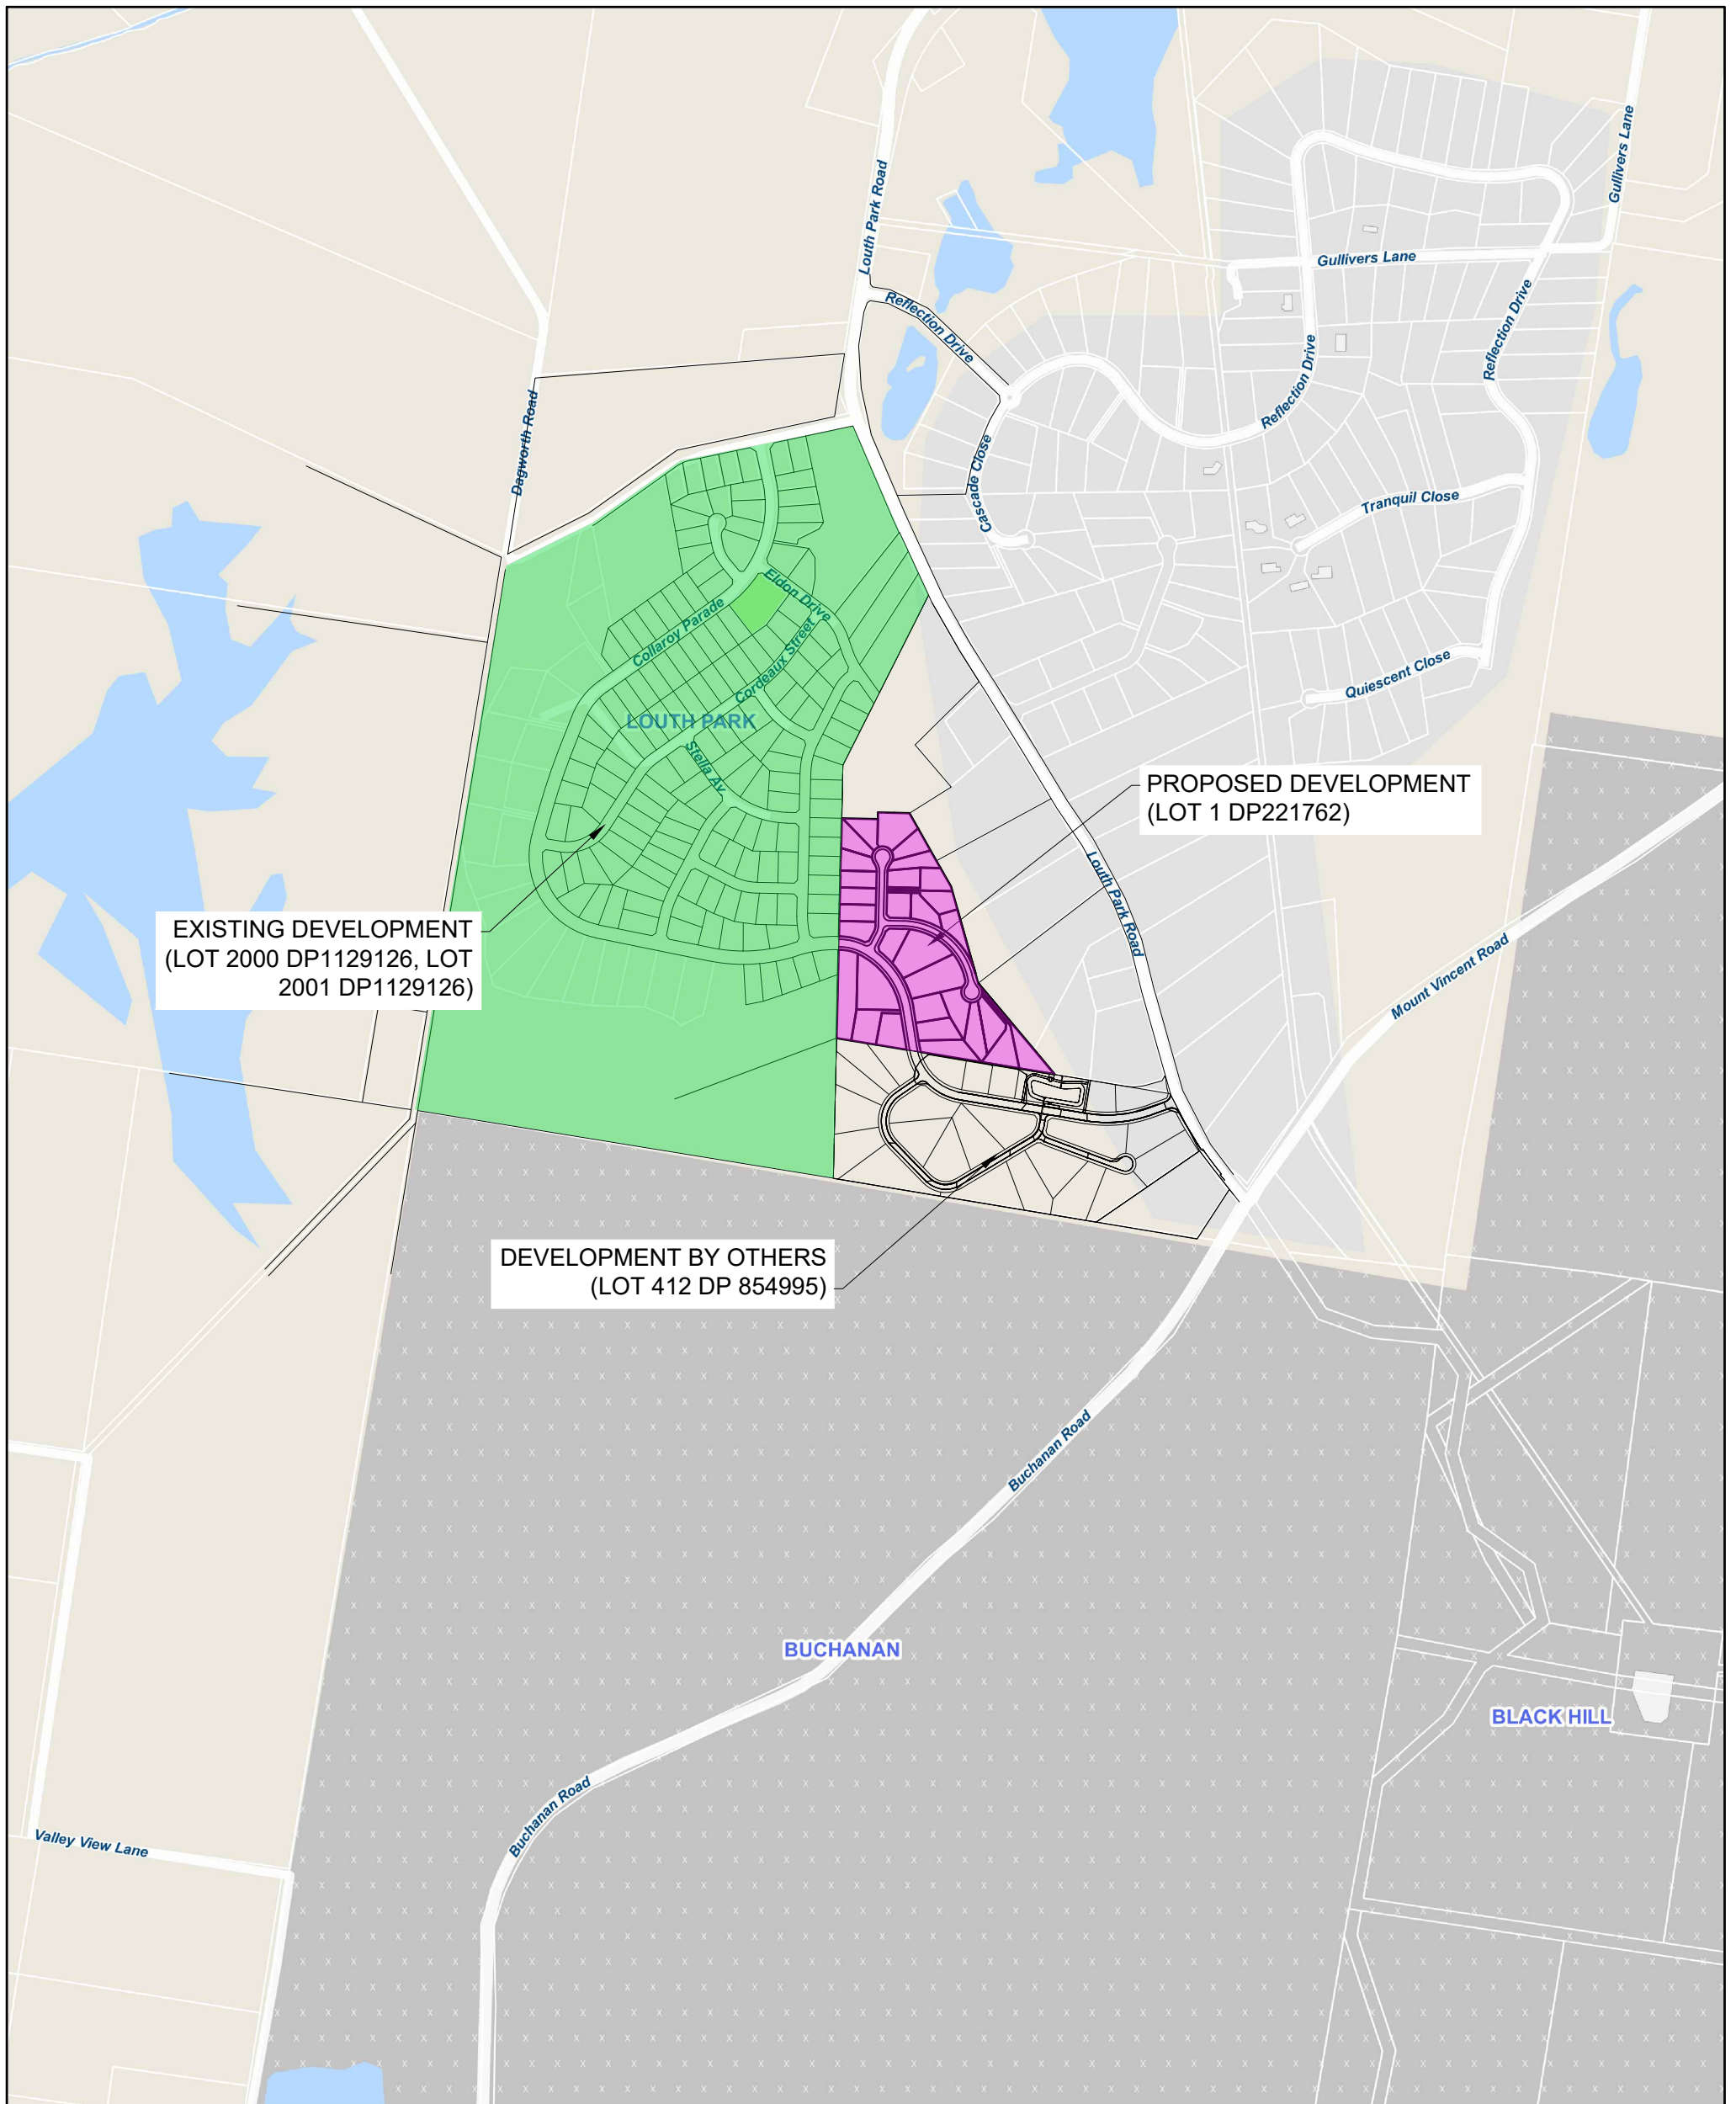 Louth Park Road
Gullivers Lane
Gullivers Lane
Reflection Drive
Reflection Drive
Reflection Drive
Dagworth Road
Cascade Close
Tranquil Close
Eldon Drive
Collaroy Parade
Cordeaux Street
Quiescent Close
LOUTH PARK
Stella Av
PROPOSED DEVELOPMENT
(LOT 1 DP221762)
Louth Park Road
EXISTING DEVELOPMENT
(LOT 2000 DP1129126, LOT
2001 DP1129126)
Mount Vincent Road
DEVELOPMENT BY OTHERS
(LOT 412 DP 854995)
Buchanan Road
BUCHANAN
BLACK HILL
Buchanan Road
Valley View Lane